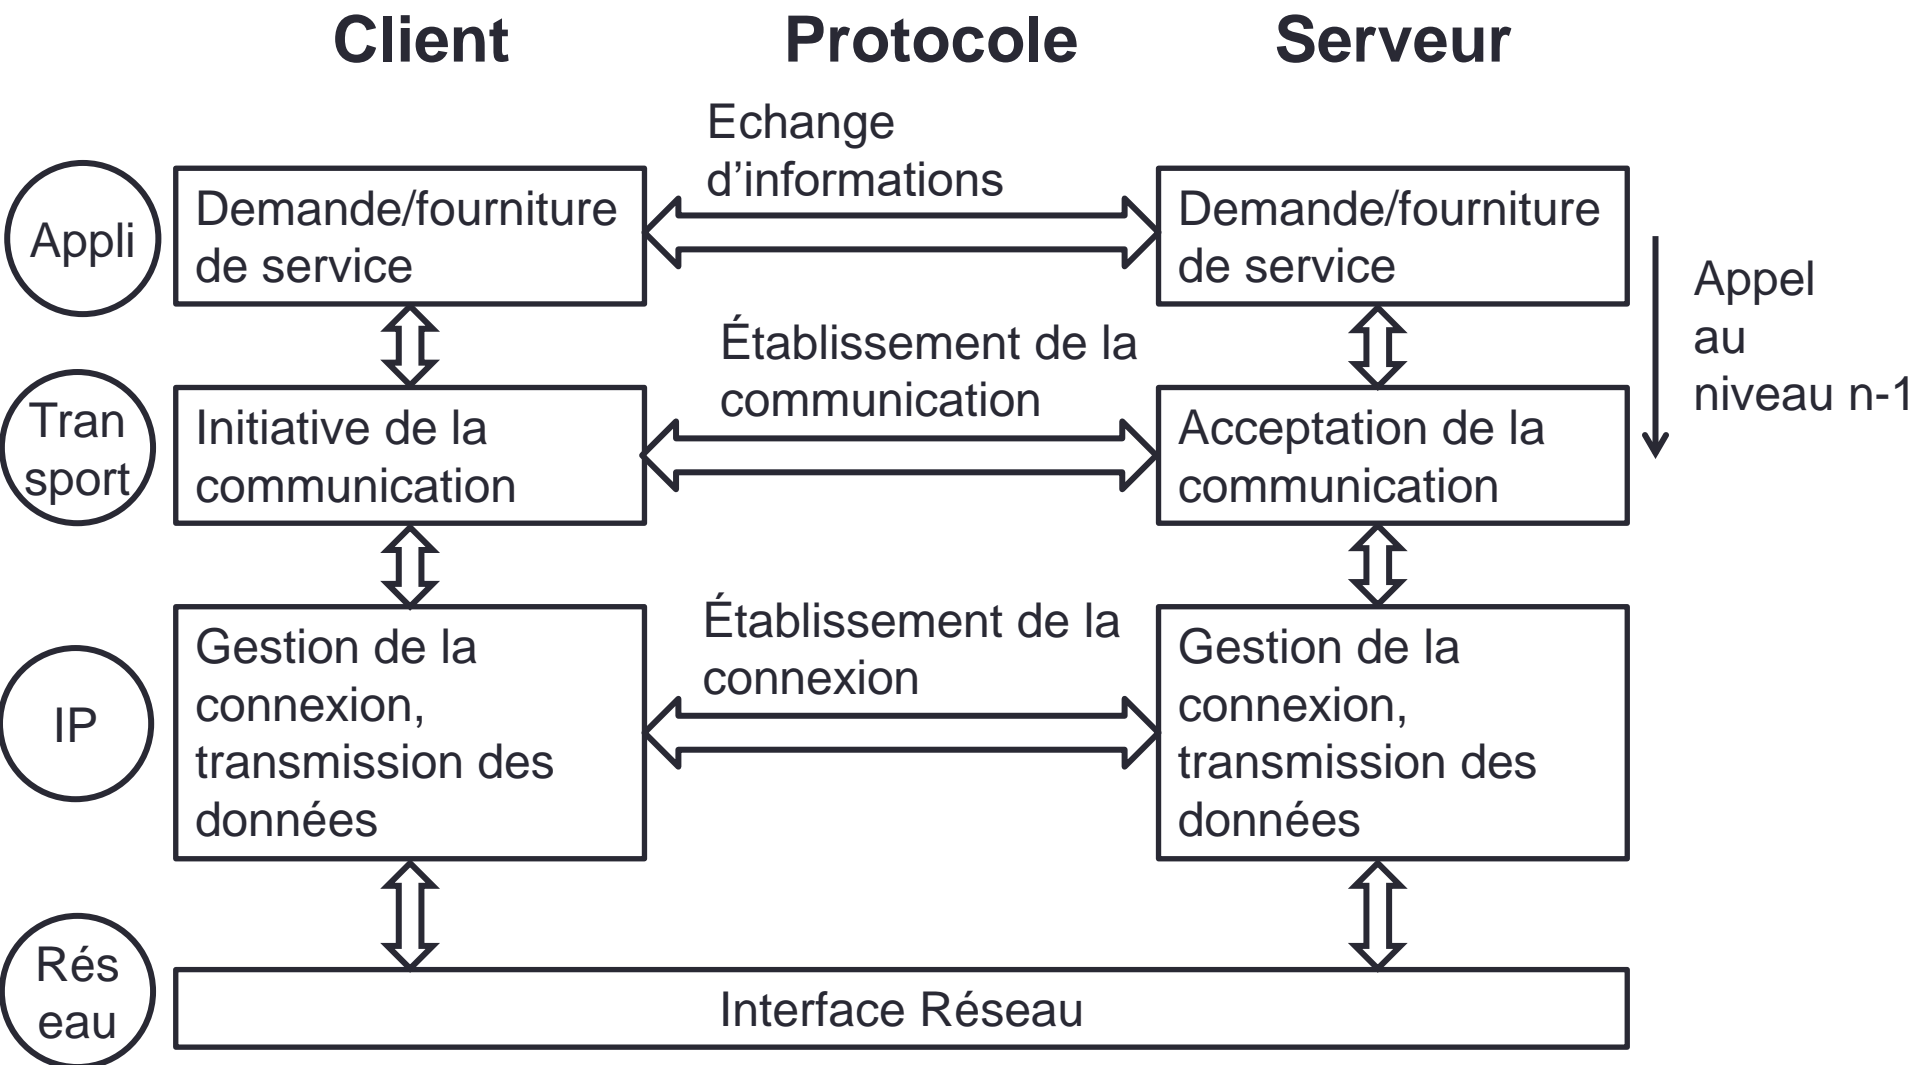 Client Protocole Serveur
Echange
d’informations
Appli
Demande/fourniture
de service
Demande/fourniture
de service
Appel
au
niveau n-1
Établissement de la
communication
Tran
sport
Initiative de la
communication
Acceptation de la
communication
Établissement de la
connexion
IP
Gestion de la
connexion,
transmission des
données
Gestion de la
connexion,
transmission des
données
Rés
eau
Interface Réseau